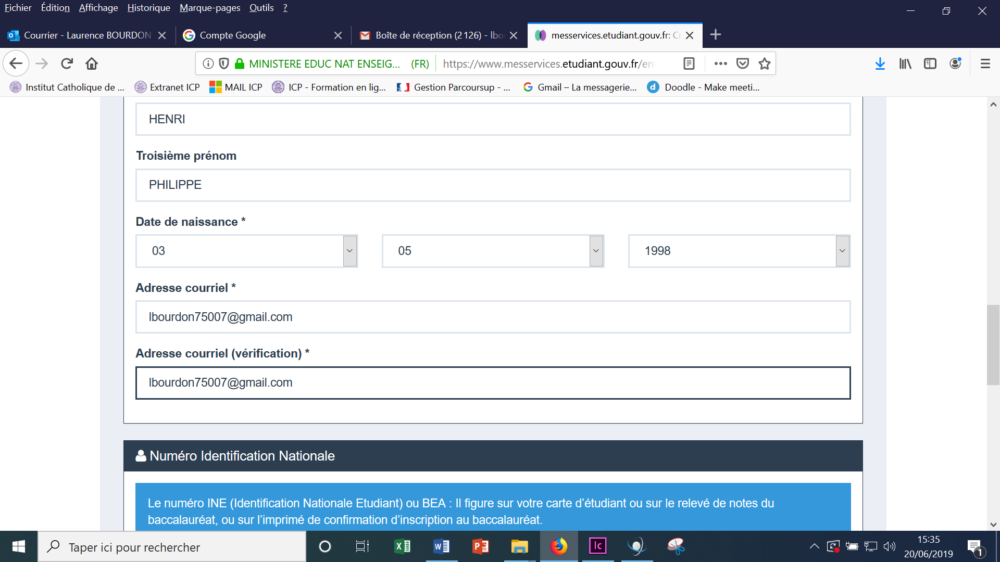 Fichier Édition Affichage Historique Marque-pages Outils ?
Courrier - Laurence BOURDON
Compte Google
Boîte de réception (2 126) - lbo
messervices.etudiant.gouv.fr: Cr
MINISTERE EDUC NAT ENSEIG... (FR) https://www.messervices.etudiant.gouv.fr/en
Institut Catholique de ... Extranet ICP MAIL ICP ICP - Formation en lig... Gestion Parcoursup - ... Gmail – La messagerie... Doodle - Make meeti...
HENRI
Troisième prénom
PHILIPPE
Date de naissance *
03 05 1998
Adresse courriel *
lbourdon75007@gmail.com
Adresse courriel (vérification) *
lbourdon75007@gmail.com
Numéro Identification Nationale
Le numéro INE (Identification Nationale Etudiant) ou BEA : Il figure sur votre carte d’étudiant ou sur le relevé de notes du
baccalauréat, ou sur l’imprimé de confirmation d’inscription au baccalauréat.
Taper ici pour rechercher
Ic
15:35
20/06/2019
1